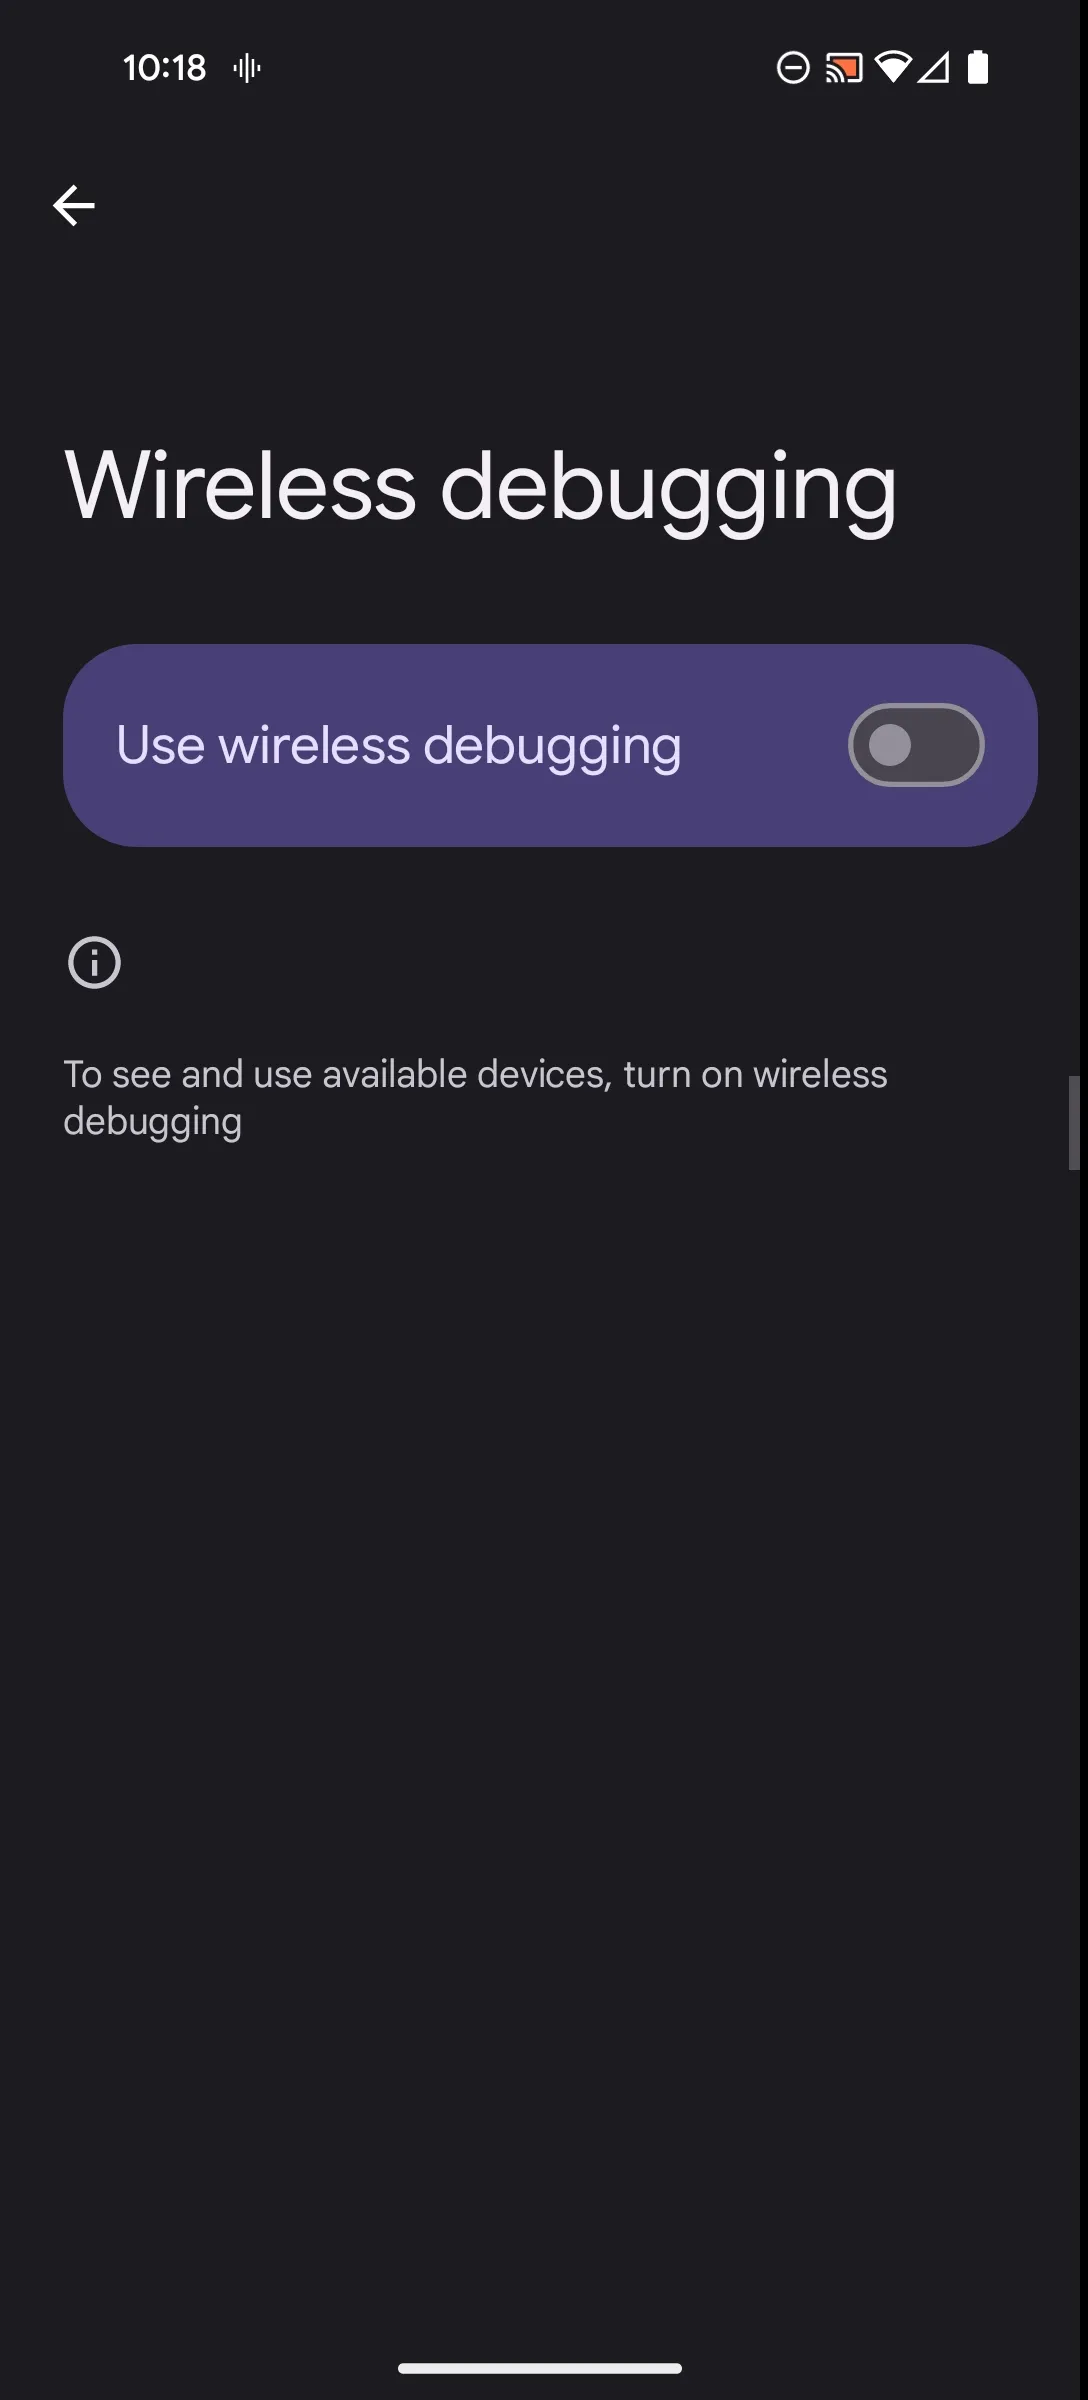 10:18
Wireless debugging
Use wireless debugging
To see and use available devices, turn on wireless
debugging